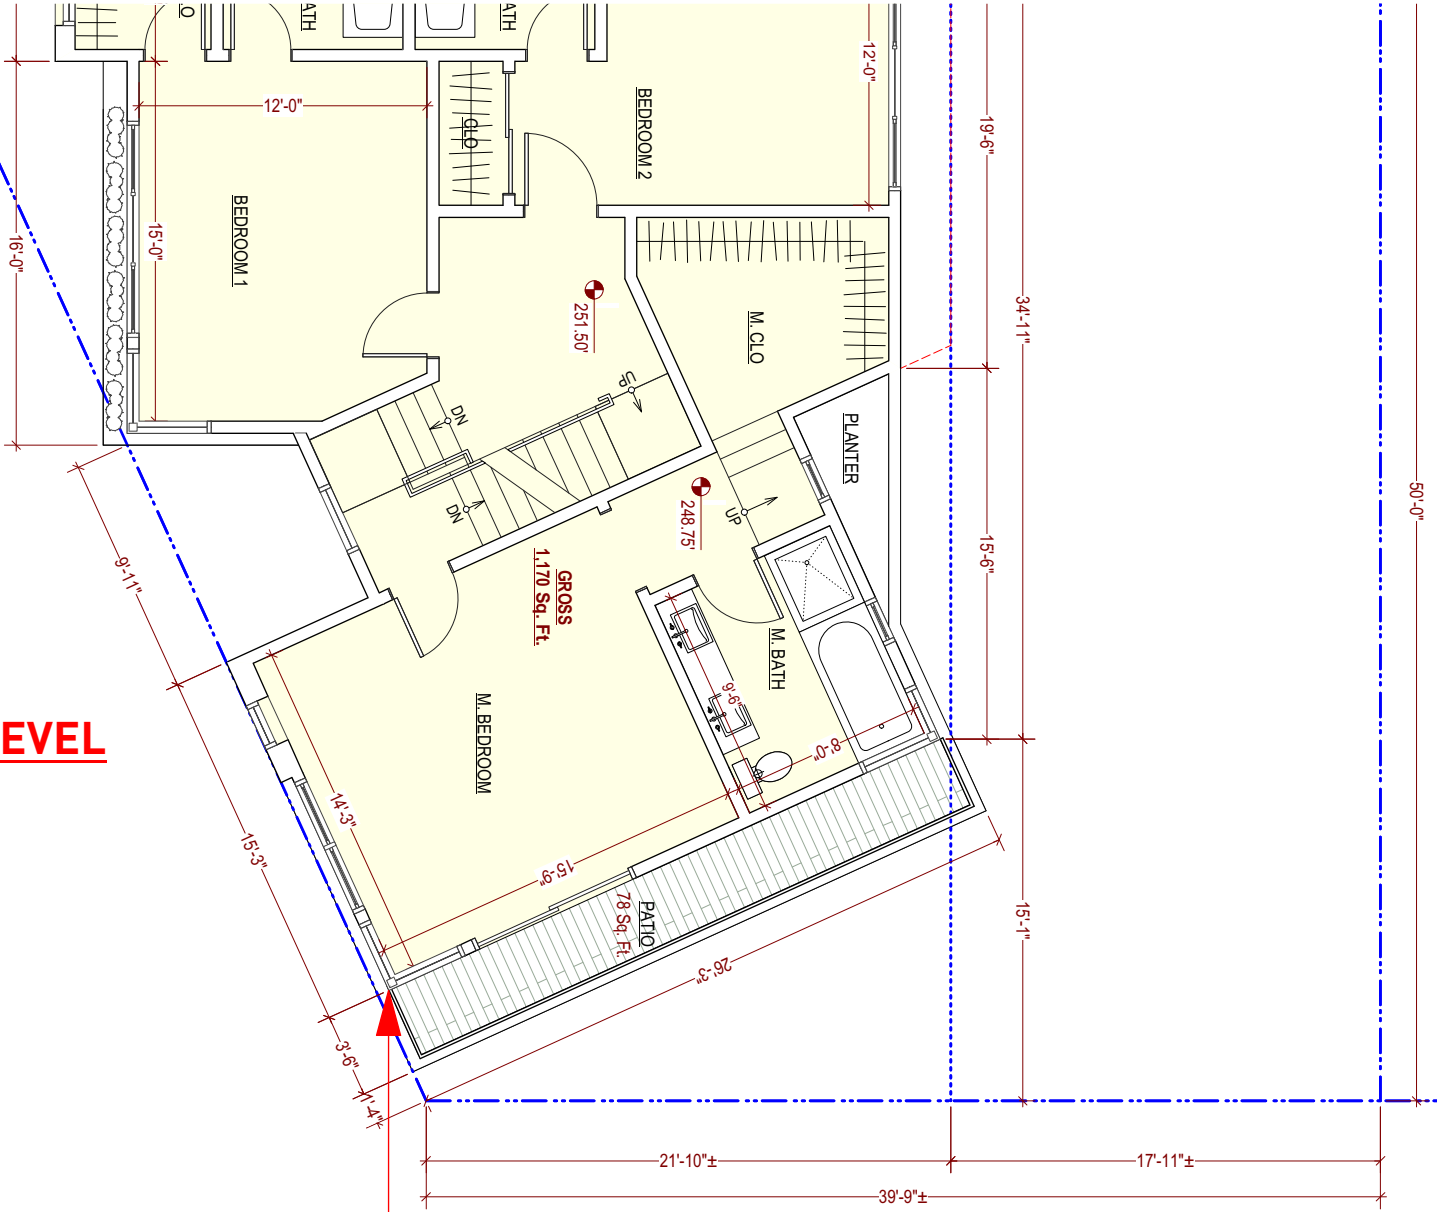 12'-0"
CLO
BEDROOM 2
12'-0"
19'-6"
BEDROOM 1
15'-0"
16'-0"
251.50'
M. CLO
34'-11"
UP
DN
PLANTER
DN
248.75'
UP
50'-0"
15'-6"
9'-11"
GROSS
1,170 Sq. Ft.
M. BATH
9'-6"
M. BEDROOM
8'-0"
EVEL
14'-3"
15'-3"
15'-9"
PATIO
78 Sq. Ft.
15'-1"
26'-3"
3'-6"
1'-4"
21'-10"±
17'-11"±
39'-9"±